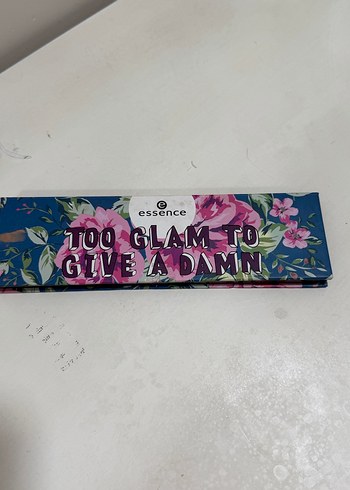 e
essence
TOO GLAM TO
GIVE A DAMN